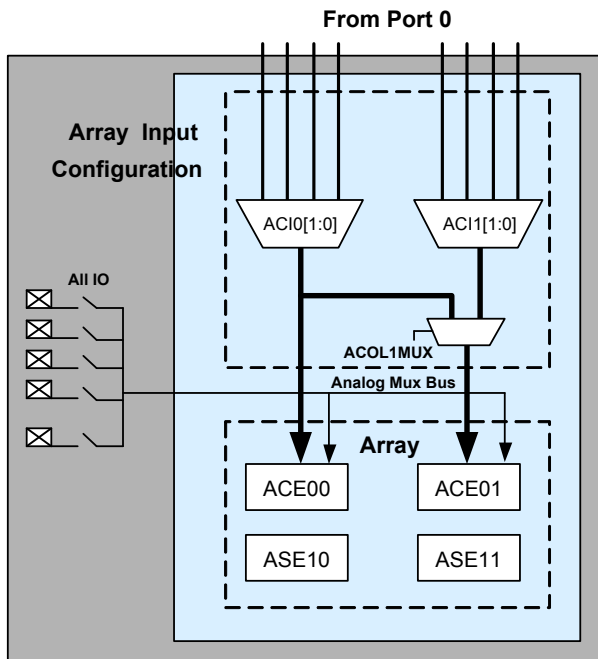 From Port 0
Array Input
Configuration
ACI0[1:0]
ACI1[1:0]
All IO
ACOL1MUX
Analog Mux Bus
Array
ACE00
ACE01
ASE10
ASE11